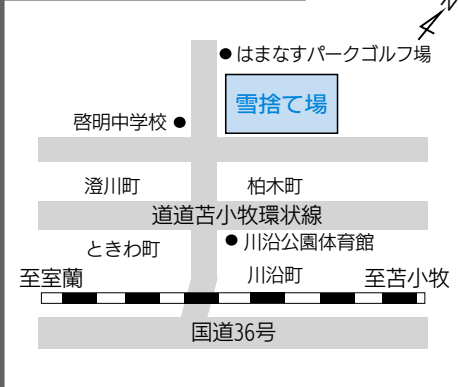 N
はまなすパークゴルフ場
雪捨て場
啓明中学校
澄川町
柏木町
道道苫小牧環状線
ときわ町
川沿公園体育館
至室蘭
川沿町
至苫小牧
国道36号